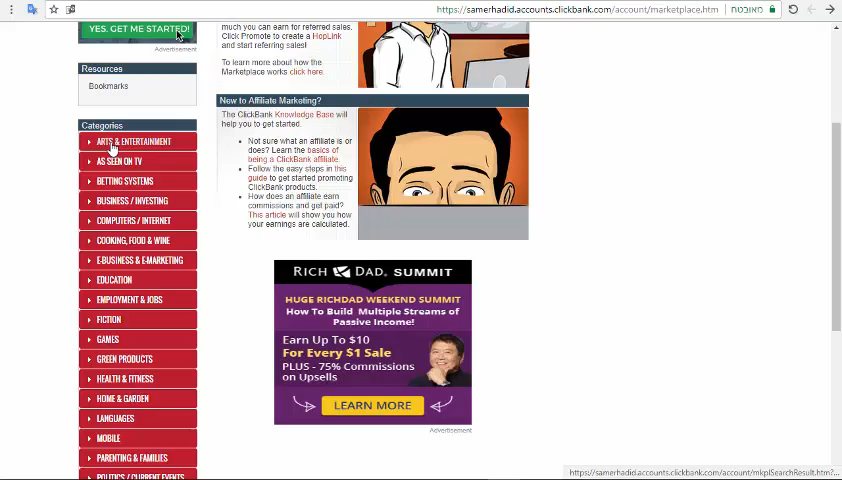 https://samerhadid.accounts.clickbank.com/account/marketplace.htm
מאובטח
YES. GET ME STARTED!
Advertisement
Resources
Bookmarks
Categories
ARTS & ENTERTAINMENT
AS SEEN ON TV
BETTING SYSTEMS
BUSINESS / INVESTING
COMPUTERS / INTERNET
COOKING, FOOD & WINE
E-BUSINESS & E-MARKETING
EDUCATION
EMPLOYMENT & JOBS
FICTION
GAMES
GREEN PRODUCTS
HEALTH & FITNESS
HOME & GARDEN
LANGUAGES
MOBILE
PARENTING & FAMILIES
POLITICS / CURRENT EVENTS
much you can earn for referred sales.
Click Promote to create a HopLink
and start referring sales!
To learn more about how the
Marketplace works click here.
New to Affiliate Marketing?
The ClickBank Knowledge Base will
help you to get started.
Not sure what an affiliate is or
does? Learn the basics of
being a ClickBank affiliate.
Follow the easy steps in this
guide to get started promoting
ClickBank products.
How does an affiliate earn
commissions and get paid?
This article will show you how
your earnings are calculated.
RICH DAD SUMMIT
HUGE RICHDAD WEEKEND SUMMIT
How To Build Multiple Streams of
Passive Income!
Earn Up To $10
For Every $1 Sale
PLUS - 75% Commissions
on Upsells
LEARN MORE
Advertisement
https://samerhadid.accounts.clickbank.com/account/mkplSearchResult.htm?...